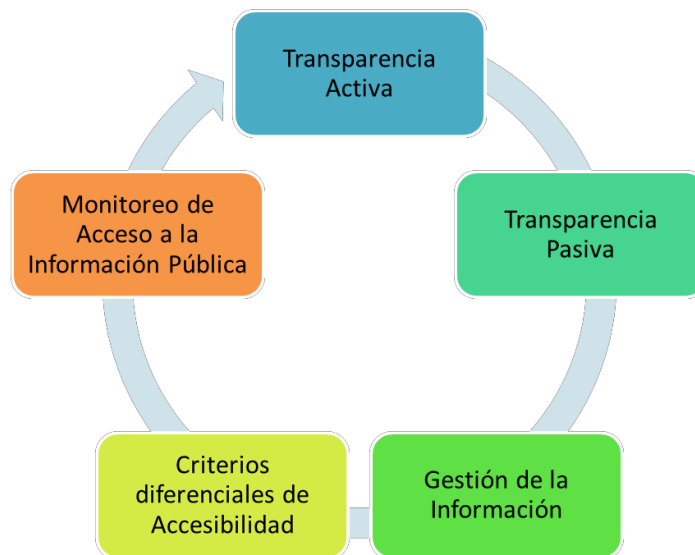 Transparencia
Activa
Transparencia
Pasiva
Gestión de la
Información
Criterios
diferenciales de
Accesibilidad
Monitoreo de
Acceso a la
Información Pública